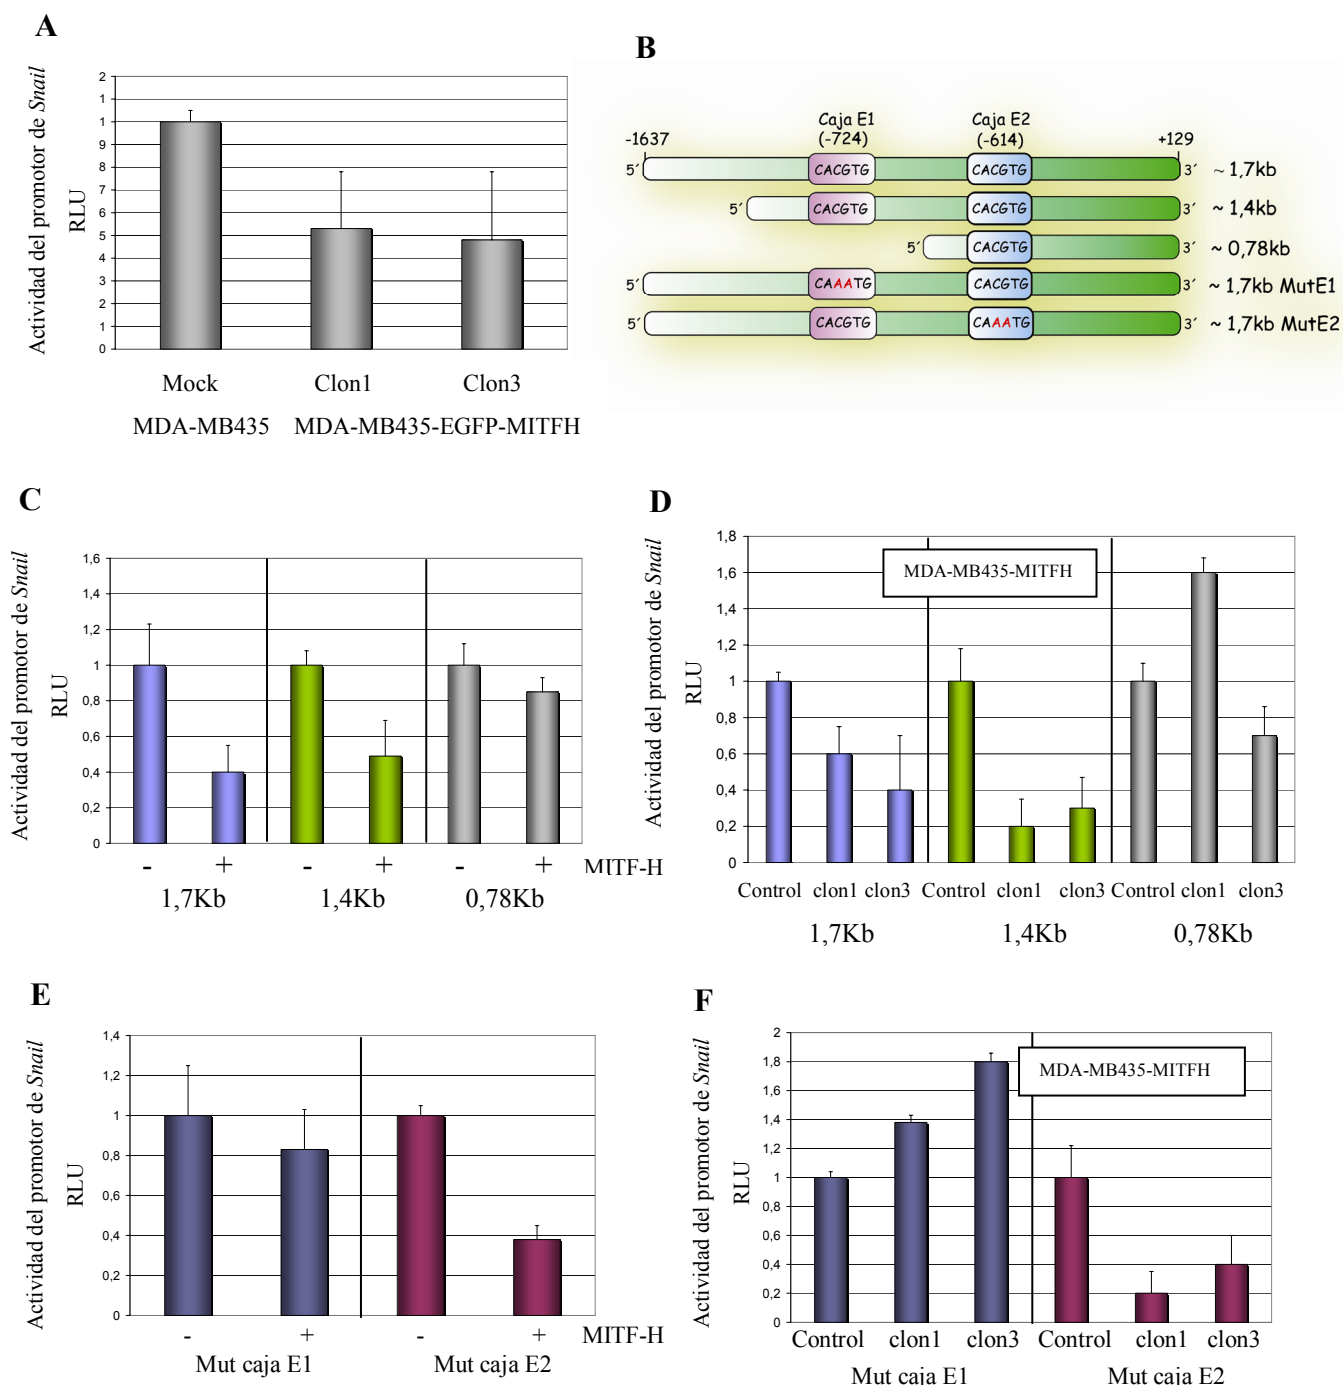 A
Actividad del promotor de Snail
RLU
2
1
1
9
8
7
6
5
4
3
2
1
0
Mock
Clon1
Clon3
MDA-MB435
MDA-MB435-EGFP-MITFH
B
Caja E1
(-724)
Caja E2
(-614)
-1637
+129
5´ CACGTG CACGTG 3´ ~ 1,7kb
5´ CACGTG CACGTG 3´ ~ 1,4kb
5´ CACGTG 3´ ~ 0,78kb
5´ CAAATG CACGTG 3´ ~ 1,7kb MutE1
5´ CACGTG CAAATG 3´ ~ 1,7kb MutE2
C
Actividad del promotor de Snail
RLU
1,6
1,4
1,2
1
0,8
0,6
0,4
0,2
0
- + - + - + MITF-H
1,7Kb 1,4Kb 0,78Kb
D
Actividad del promotor de Snail
RLU
1,8
1,6
1,4
1,2
1
0,8
0,6
0,4
0,2
0
MDA-MB435-MITFH
Control clon1 clon3 Control clon1 clon3 Control clon1 clon3
1,7Kb 1,4Kb 0,78Kb
E
Actividad del promotor de Snail
RLU
1,4
1,2
1
0,8
0,6
0,4
0,2
0
- + - + MITF-H
Mut caja E1 Mut caja E2
F
Actividad del promotor de Snail
RLU
2
1,8
1,6
1,4
1,2
1
0,8
0,6
0,4
0,2
0
MDA-MB435-MITFH
Control clon1 clon3 Control clon1 clon3
Mut caja E1 Mut caja E2